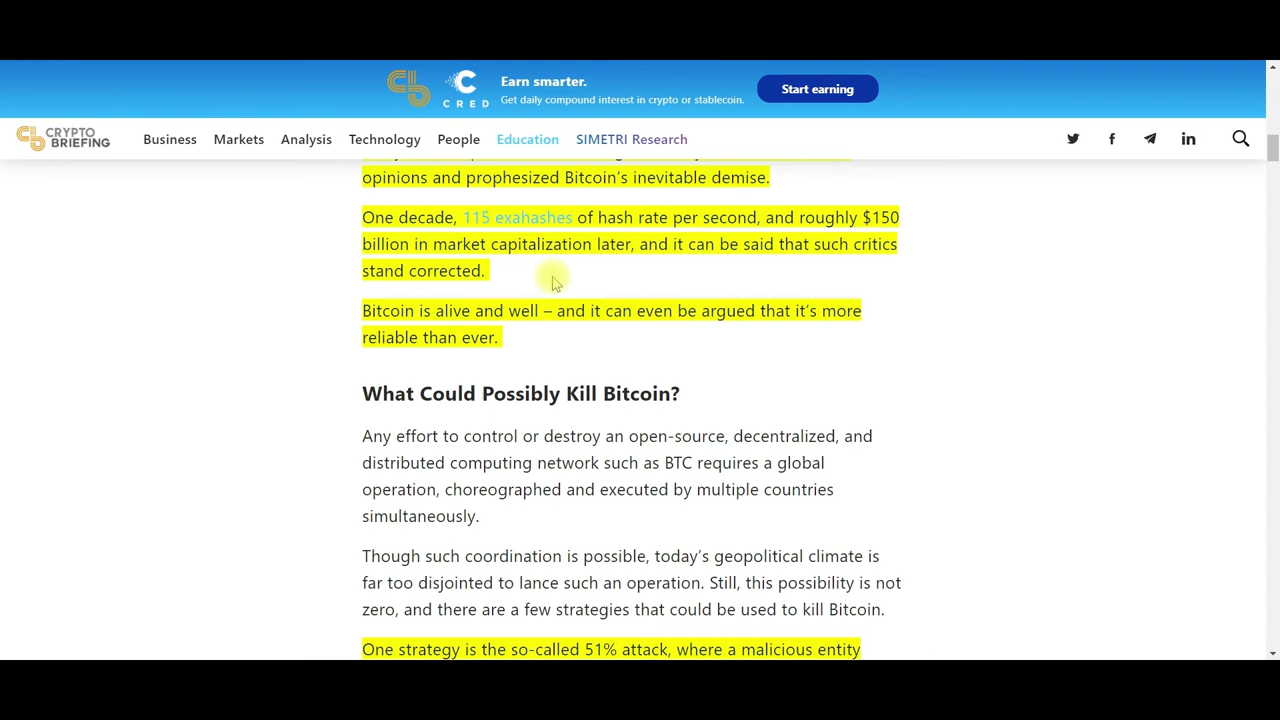 Earn smarter.
CRED
Get daily compound interest in crypto or stablecoin.
Start earning
CRYPTO
BRIEFING
Business Markets Analysis Technology People Education SIMETRI Research
opinions and prophesized Bitcoin’s inevitable demise.
One decade, 115 exahashes of hash rate per second, and roughly $150
billion in market capitalization later, and it can be said that such critics
stand corrected.
Bitcoin is alive and well – and it can even be argued that it’s more
reliable than ever.
What Could Possibly Kill Bitcoin?
Any effort to control or destroy an open-source, decentralized, and
distributed computing network such as BTC requires a global
operation, choreographed and executed by multiple countries
simultaneously.
Though such coordination is possible, today’s geopolitical climate is
far too disjointed to lance such an operation. Still, this possibility is not
zero, and there are a few strategies that could be used to kill Bitcoin.
One strategy is the so-called 51% attack, where a malicious entity